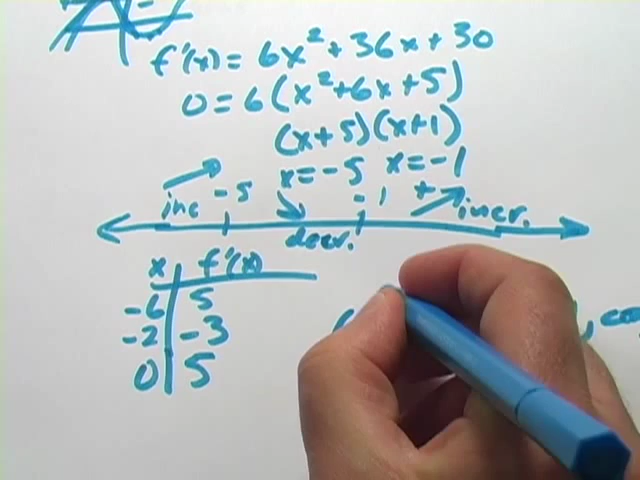 f'(x) = 6x² + 36x + 30
0 = 6(x² + 6x + 5)
(x + 5)(x + 1)
x = -5 x = -1
inc -5 -1 + incr.
decr.
x f'(x)
-6 5
-2 -3
0 5